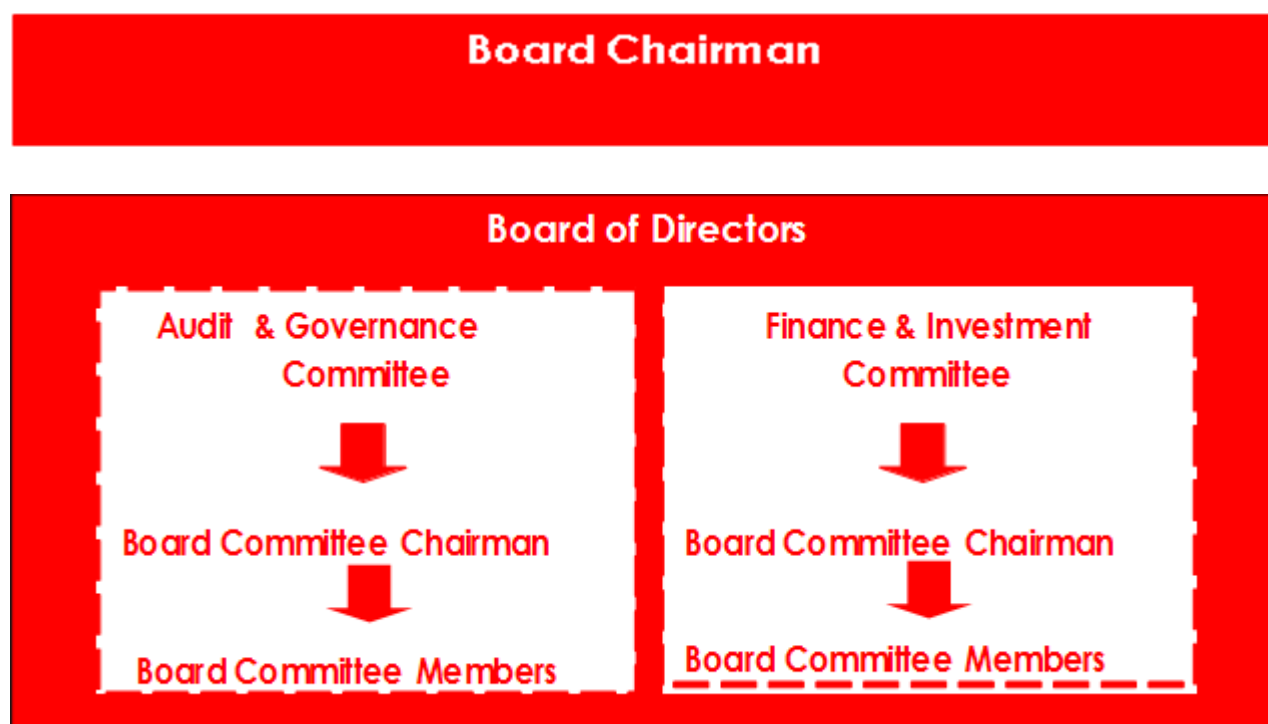 Board Chairman
Board of Directors
Audit & Governance
Committee
Board Committee Chairman
Board Committee Members
Finance & Investment
Committee
Board Committee Chairman
Board Committee Members